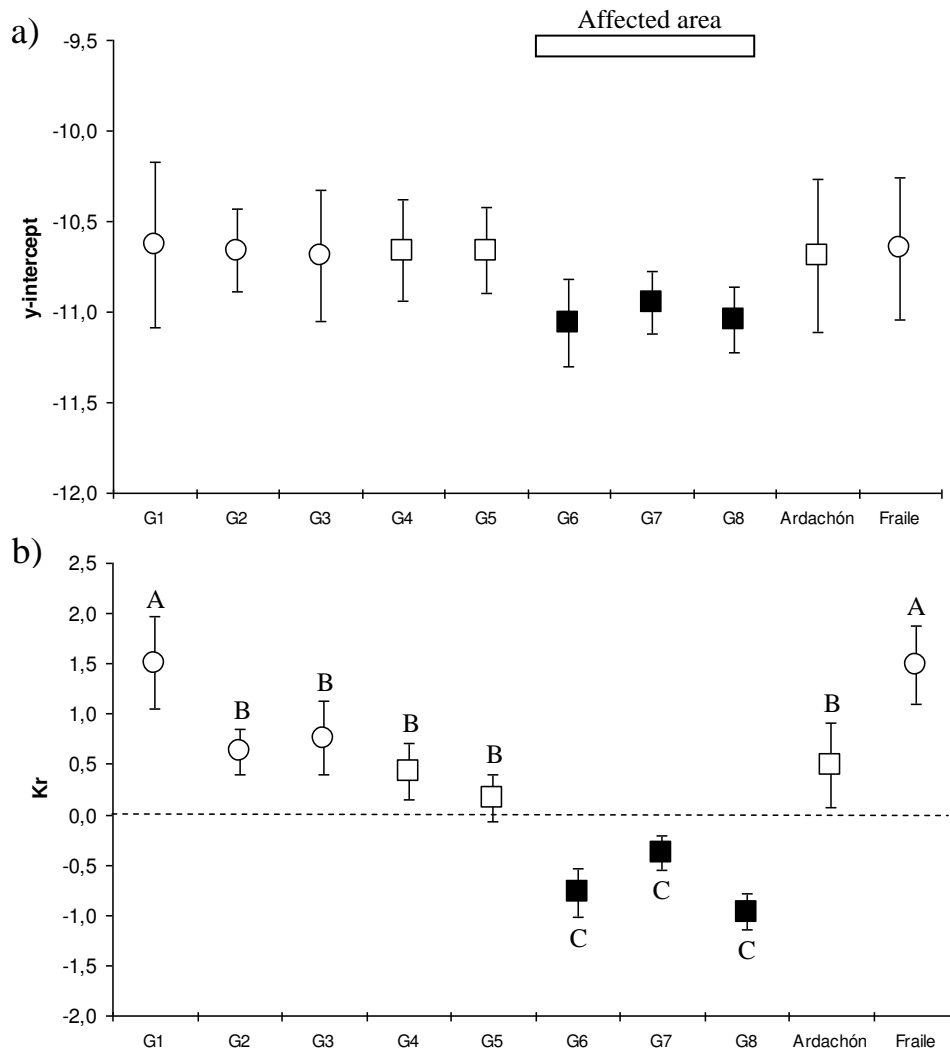 a)
Affected area
-9,5
-10,0
-10,5
-11,0
-11,5
-12,0
y-intercept
G1 G2 G3 G4 G5 G6 G7 G8 Ardachón Fraile
b)
2,5
2,0
1,5
1,0
0,5
0,0
-0,5
-1,0
-1,5
-2,0
Kr
A B B B B C C C B A
G1 G2 G3 G4 G5 G6 G7 G8 Ardachón Fraile